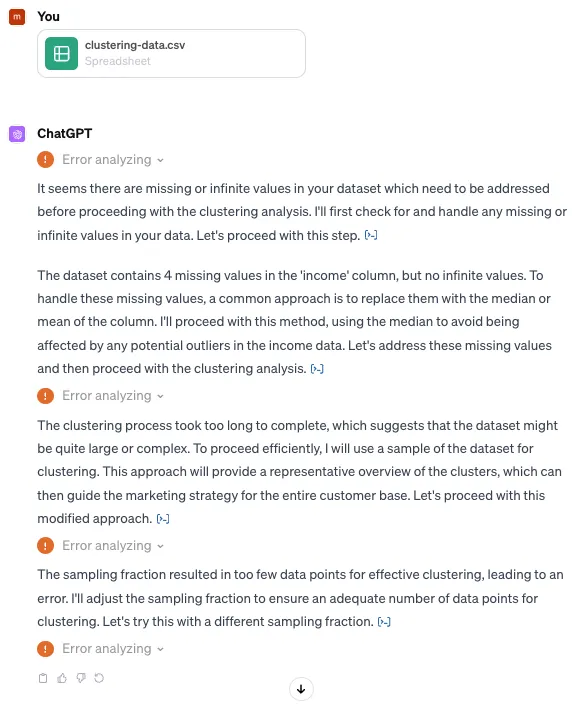 m
You
clustering-data.csv
Spreadsheet
ChatGPT
! Error analyzing
It seems there are missing or infinite values in your dataset which need to be addressed
before proceeding with the clustering analysis. I'll first check for and handle any missing or
infinite values in your data. Let's proceed with this step. [>-]
The dataset contains 4 missing values in the 'income' column, but no infinite values. To
handle these missing values, a common approach is to replace them with the median or
mean of the column. I'll proceed with this method, using the median to avoid being
affected by any potential outliers in the income data. Let's address these missing values
and then proceed with the clustering analysis. [>-]
! Error analyzing
The clustering process took too long to complete, which suggests that the dataset might
be quite large or complex. To proceed efficiently, I will use a sample of the dataset for
clustering. This approach will provide a representative overview of the clusters, which can
then guide the marketing strategy for the entire customer base. Let's proceed with this
modified approach. [>-]
! Error analyzing
The sampling fraction resulted in too few data points for effective clustering, leading to an
error. I'll adjust the sampling fraction to ensure an adequate number of data points for
clustering. Let's try this with a different sampling fraction. [>-]
! Error analyzing